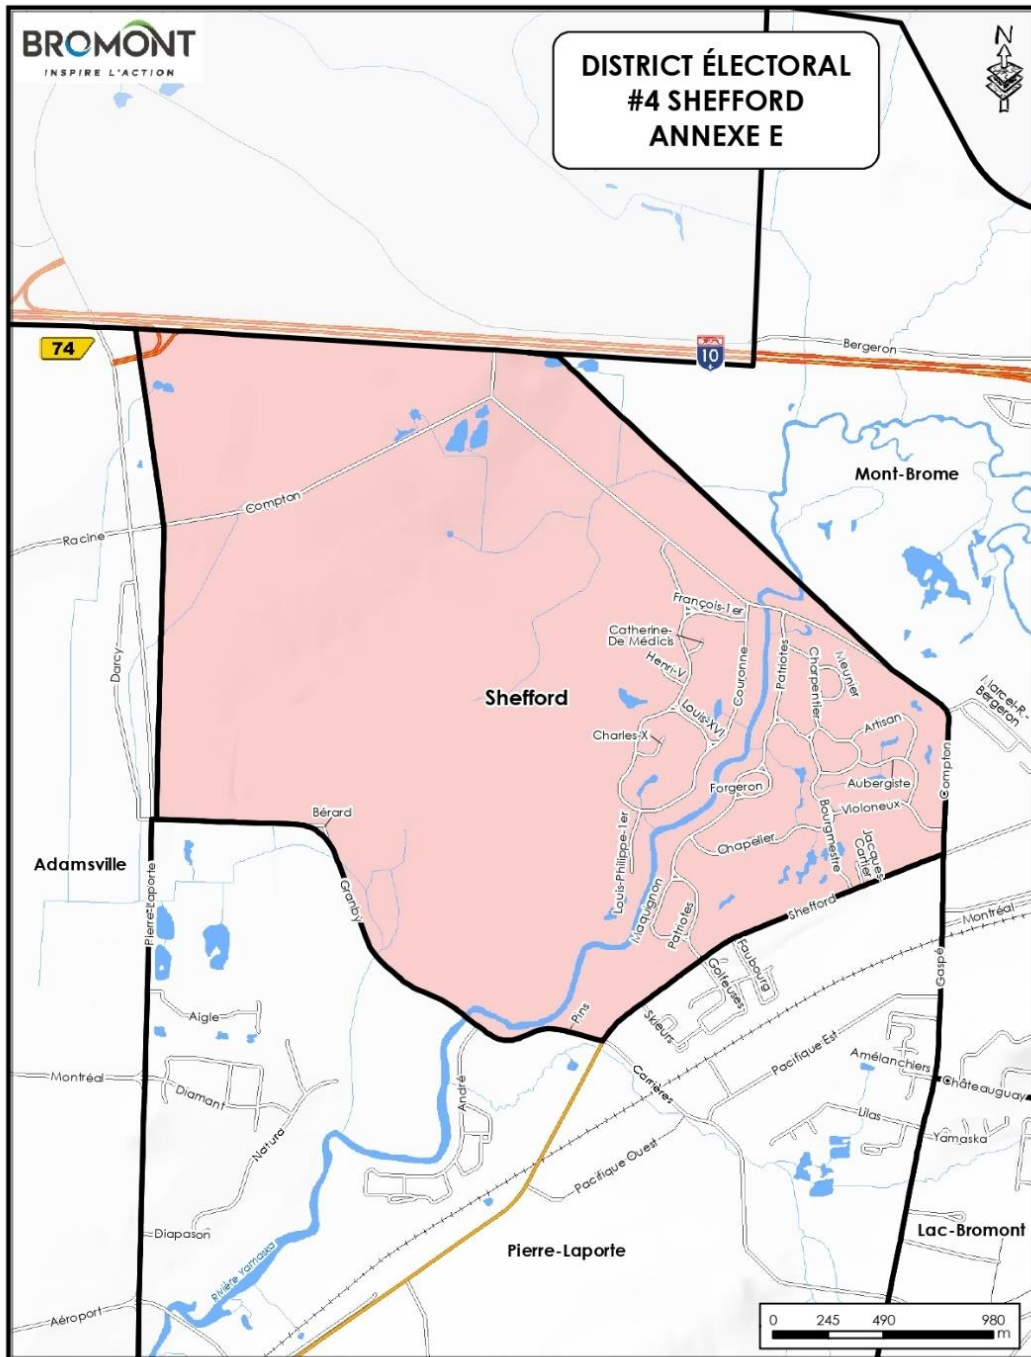 BROMONT
INSPIRE L'ACTION
DISTRICT ÉLECTORAL
#4 SHEFFORD
ANNEXE E
N
74
10
Bergeron
Mont-Brome
Compton
Racine
François-1er
Catherine-
De Médicis
Henri-V
Couronne
Patriotes
Charpentier
Meunier
Darcy
Shefford
Louis-XVI
Charles-X
Marcel-R.-
Bergeron
Artisan
Compton
Aubergiste
Forgeron
Violoneux
Bourgmestre
Bérard
Chapelier
Jacques-
Cartier
Adamsville
Louis-Philippe-1er
Pierre-Laporte
Granby
Maquignon
Patriotes
Shefford
Montréal
Faubourg
Golfeuses
Gaspé
Pins
Skieurs
Aigle
Pacifique Est
Amélanchiers
Châteauguay
Montréal
Diamant
André
Carrières
Lilas
Yamaska
Natura
Pacifique Ouest
Diapason
Lac-Bromont
Pierre-Laporte
Rivière Yamaska
Aéroport
0 245 490 980
m